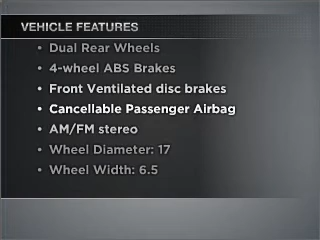 VEHICLE FEATURES
• Dual Rear Wheels
• 4-wheel ABS Brakes
• Front Ventilated disc brakes
• Cancellable Passenger Airbag
• AM/FM stereo
• Wheel Diameter: 17
• Wheel Width: 6.5